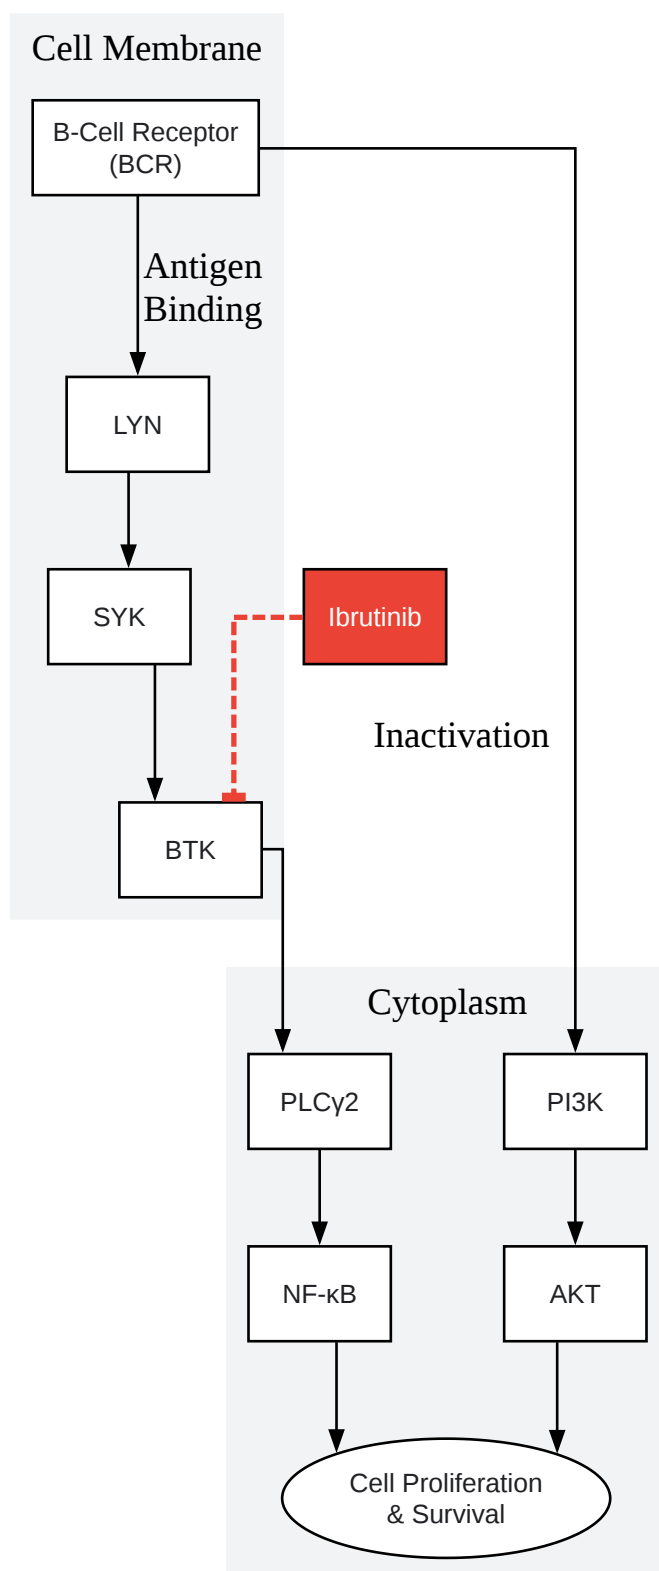 Cell Membrane
B-Cell Receptor
(BCR)
Antigen
Binding
LYN
SYK
Ibrutinib
Inactivation
BTK
Cytoplasm
PLCγ2
PI3K
NF-κB
AKT
Cell Proliferation
& Survival